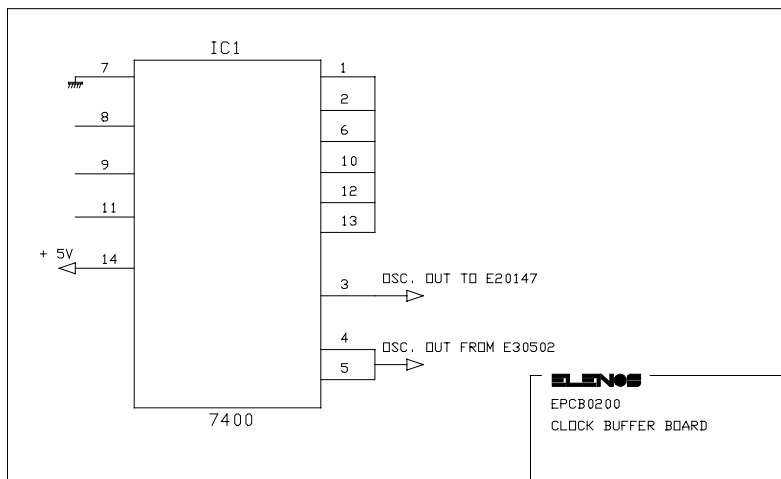 IC1
7
1
2
8
6
9
10
12
11
13
+ 5V
14
3
OSC. OUT TO E20147
4
OSC. OUT FROM E30502
5
7400
ELENOS
EPCB0200
CLOCK BUFFER BOARD